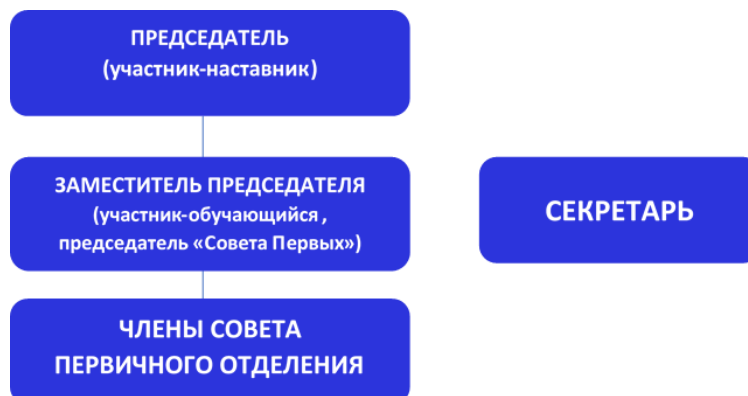 ПРЕДСЕДАТЕЛЬ
(участник-наставник)
ЗАМЕСТИТЕЛЬ ПРЕДСЕДАТЕЛЯ
(участник-обучающийся ,
председатель «Совета Первых»)
СЕКРЕТАРЬ
ЧЛЕНЫ СОВЕТА
ПЕРВИЧНОГО ОТДЕЛЕНИЯ